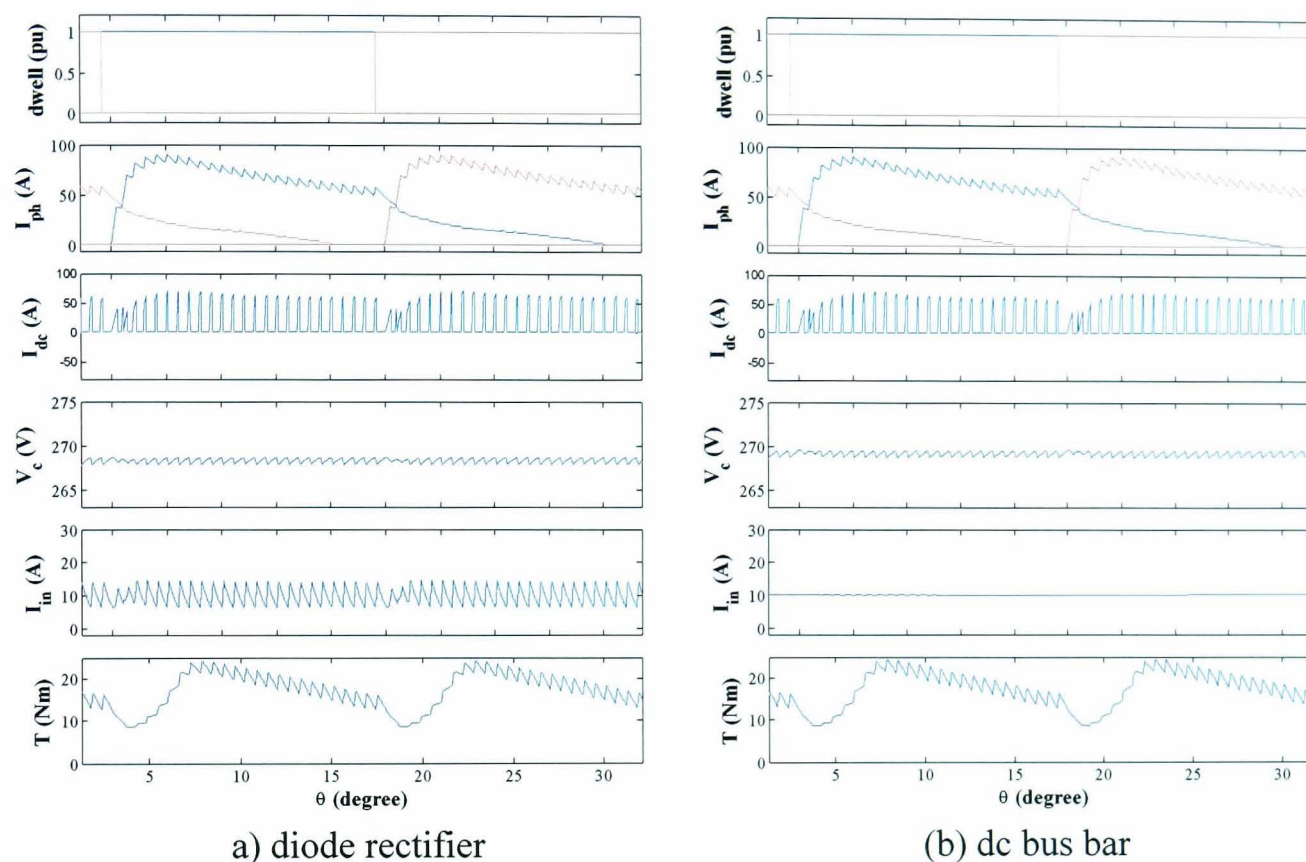 dwell (pu)
1
0.5
0
I_ph (A)
100
50
0
I_dc (A)
100
50
0
-50
V_c (V)
275
270
265
I_in (A)
30
20
10
0
T (Nm)
20
10
0
5 10 15 20 25 30
θ (degree)
a) diode rectifier
dwell (pu)
1
0.5
0
I_ph (A)
100
50
0
I_dc (A)
100
50
0
-50
V_c (V)
275
270
265
I_in (A)
30
20
10
0
T (Nm)
20
10
0
5 10 15 20 25 30
θ (degree)
(b) dc bus bar